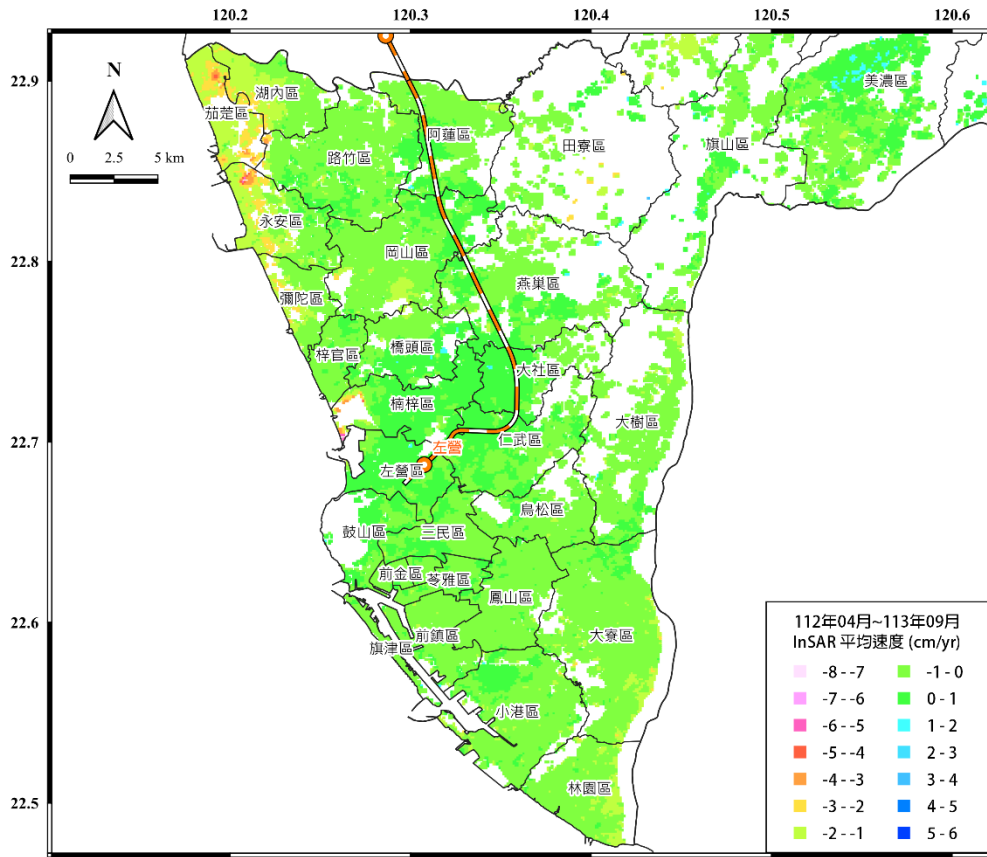 120.2 120.3 120.4 120.5 120.6
22.9
22.8
22.7
22.6
22.5
N
0 2.5 5 km
湖內區
茄萣區
阿蓮區
路竹區
田寮區
旗山區
美濃區
永安區
岡山區
燕巢區
彌陀區
橋頭區
梓官區
大社區
楠梓區
大樹區
仁武區
左營
左營區
鳥松區
鼓山區
三民區
前金區
苓雅區
鳳山區
前鎮區
大寮區
旗津區
小港區
林園區
112年04月~113年09月
InSAR 平均速度 (cm/yr)
-8 - -7
-7 - -6
-6 - -5
-5 - -4
-4 - -3
-3 - -2
-2 - -1
-1 - 0
0 - 1
1 - 2
2 - 3
3 - 4
4 - 5
5 - 6